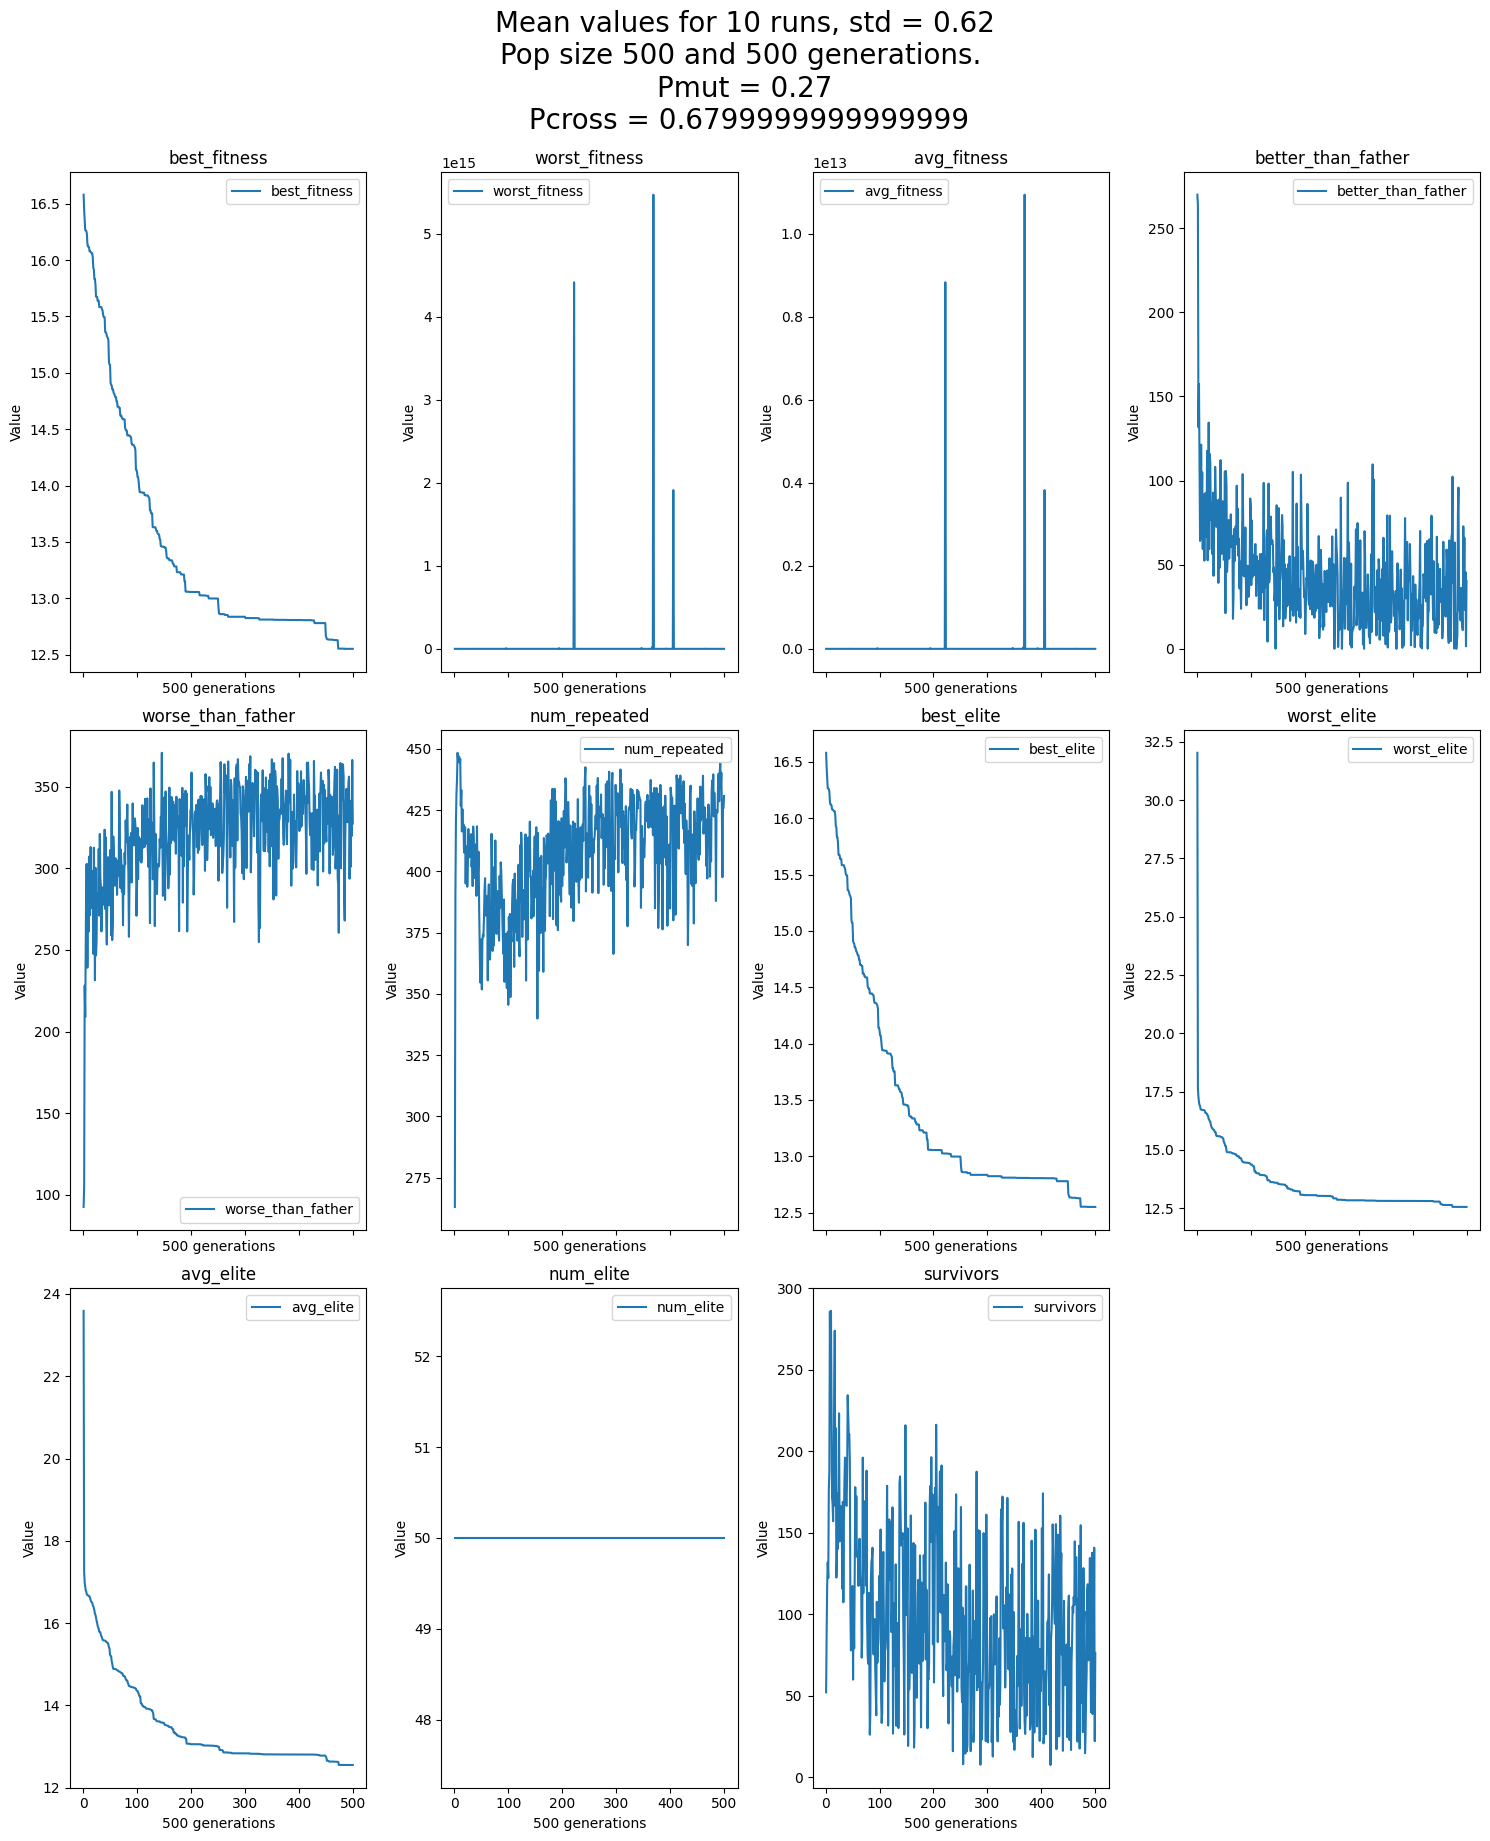 Mean values for 10 runs, std = 0.62
Pop size 500 and 500 generations.
Pmut = 0.27
Pcross = 0.6799999999999999
best_fitness
best_fitness
16.5
16.0
15.5
15.0
14.5
14.0
13.5
13.0
12.5
Value
500 generations
worst_fitness
1e15
worst_fitness
5
4
3
2
1
0
Value
500 generations
avg_fitness
1e13
avg_fitness
1.0
0.8
0.6
0.4
0.2
0.0
Value
500 generations
better_than_father
better_than_father
250
200
150
100
50
0
Value
500 generations
worse_than_father
350
300
250
200
150
100
Value
worse_than_father
500 generations
num_repeated
num_repeated
450
425
400
375
350
325
300
275
Value
500 generations
best_elite
best_elite
16.5
16.0
15.5
15.0
14.5
14.0
13.5
13.0
12.5
Value
500 generations
worst_elite
worst_elite
32.5
30.0
27.5
25.0
22.5
20.0
17.5
15.0
12.5
Value
500 generations
avg_elite
avg_elite
24
22
20
18
16
14
12
Value
0 100 200 300 400 500
500 generations
num_elite
num_elite
52
51
50
49
48
Value
0 100 200 300 400 500
500 generations
survivors
survivors
300
250
200
150
100
50
0
Value
0 100 200 300 400 500
500 generations